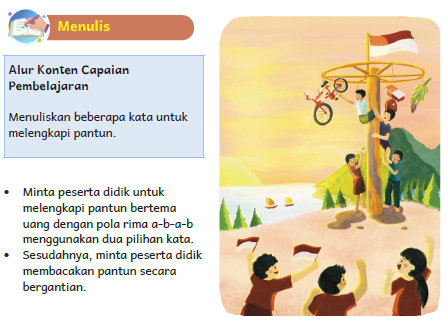 Menulis
Alur Konten Capaian
Pembelajaran
Menuliskan beberapa kata untuk
melengkapi pantun.
• Minta peserta didik untuk
melengkapi pantun bertema
uang dengan pola rima a-b-a-b
menggunakan dua pilihan kata.
• Sesudahnya, minta peserta didik
membacakan pantun secara
bergantian.